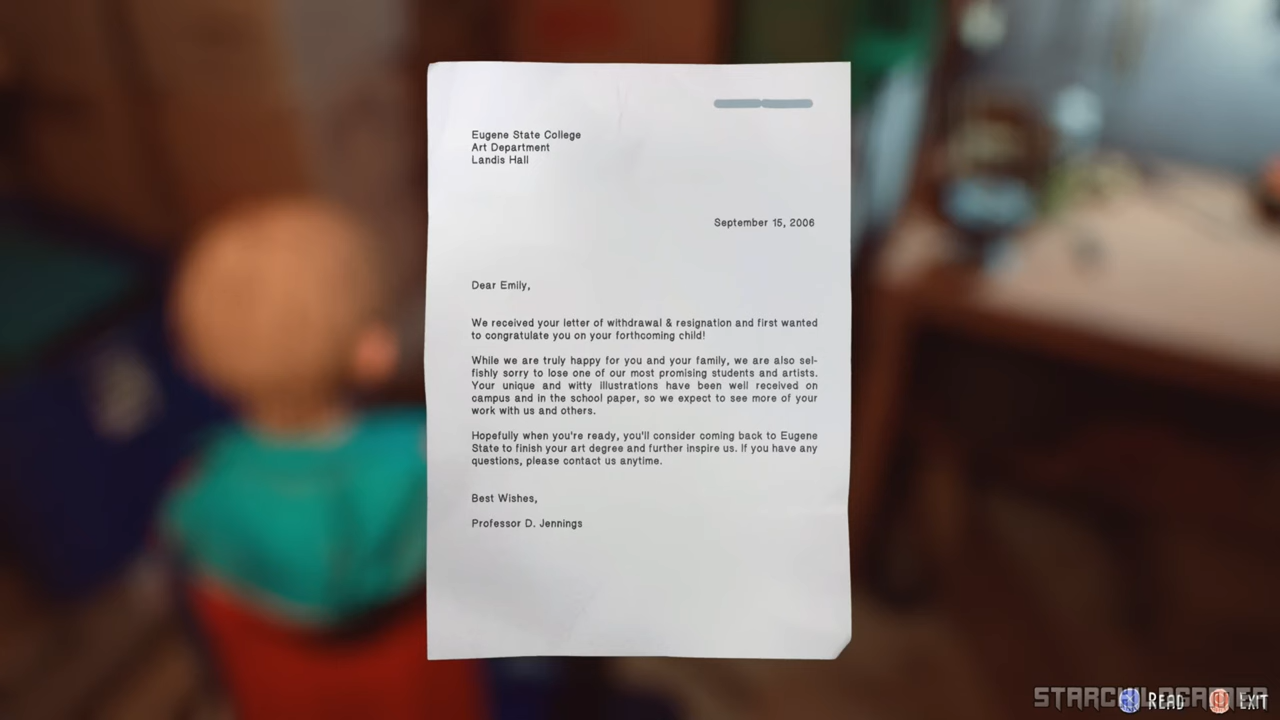 Eugene State College
Art Department
Landis Hall
September 15, 2006
Dear Emily,
We received your letter of withdrawal & resignation and first wanted
to congratulate you on your forthcoming child!
While we are truly happy for you and your family, we are also sel-
fishly sorry to lose one of our most promising students and artists.
Your unique and witty illustrations have been well received on
campus and in the school paper, so we expect to see more of your
work with us and others.
Hopefully when you're ready, you'll consider coming back to Eugene
State to finish your art degree and further inspire us. If you have any
questions, please contact us anytime.
Best Wishes,
Professor D. Jennings
STARCHILDGAMER
READ
EXIT